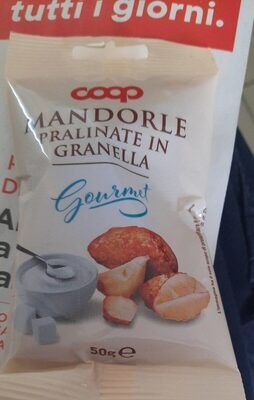 tutti i giorni.
coop
MANDORLE
PRALINATE IN
GRANELLA
Gourmet
50g e